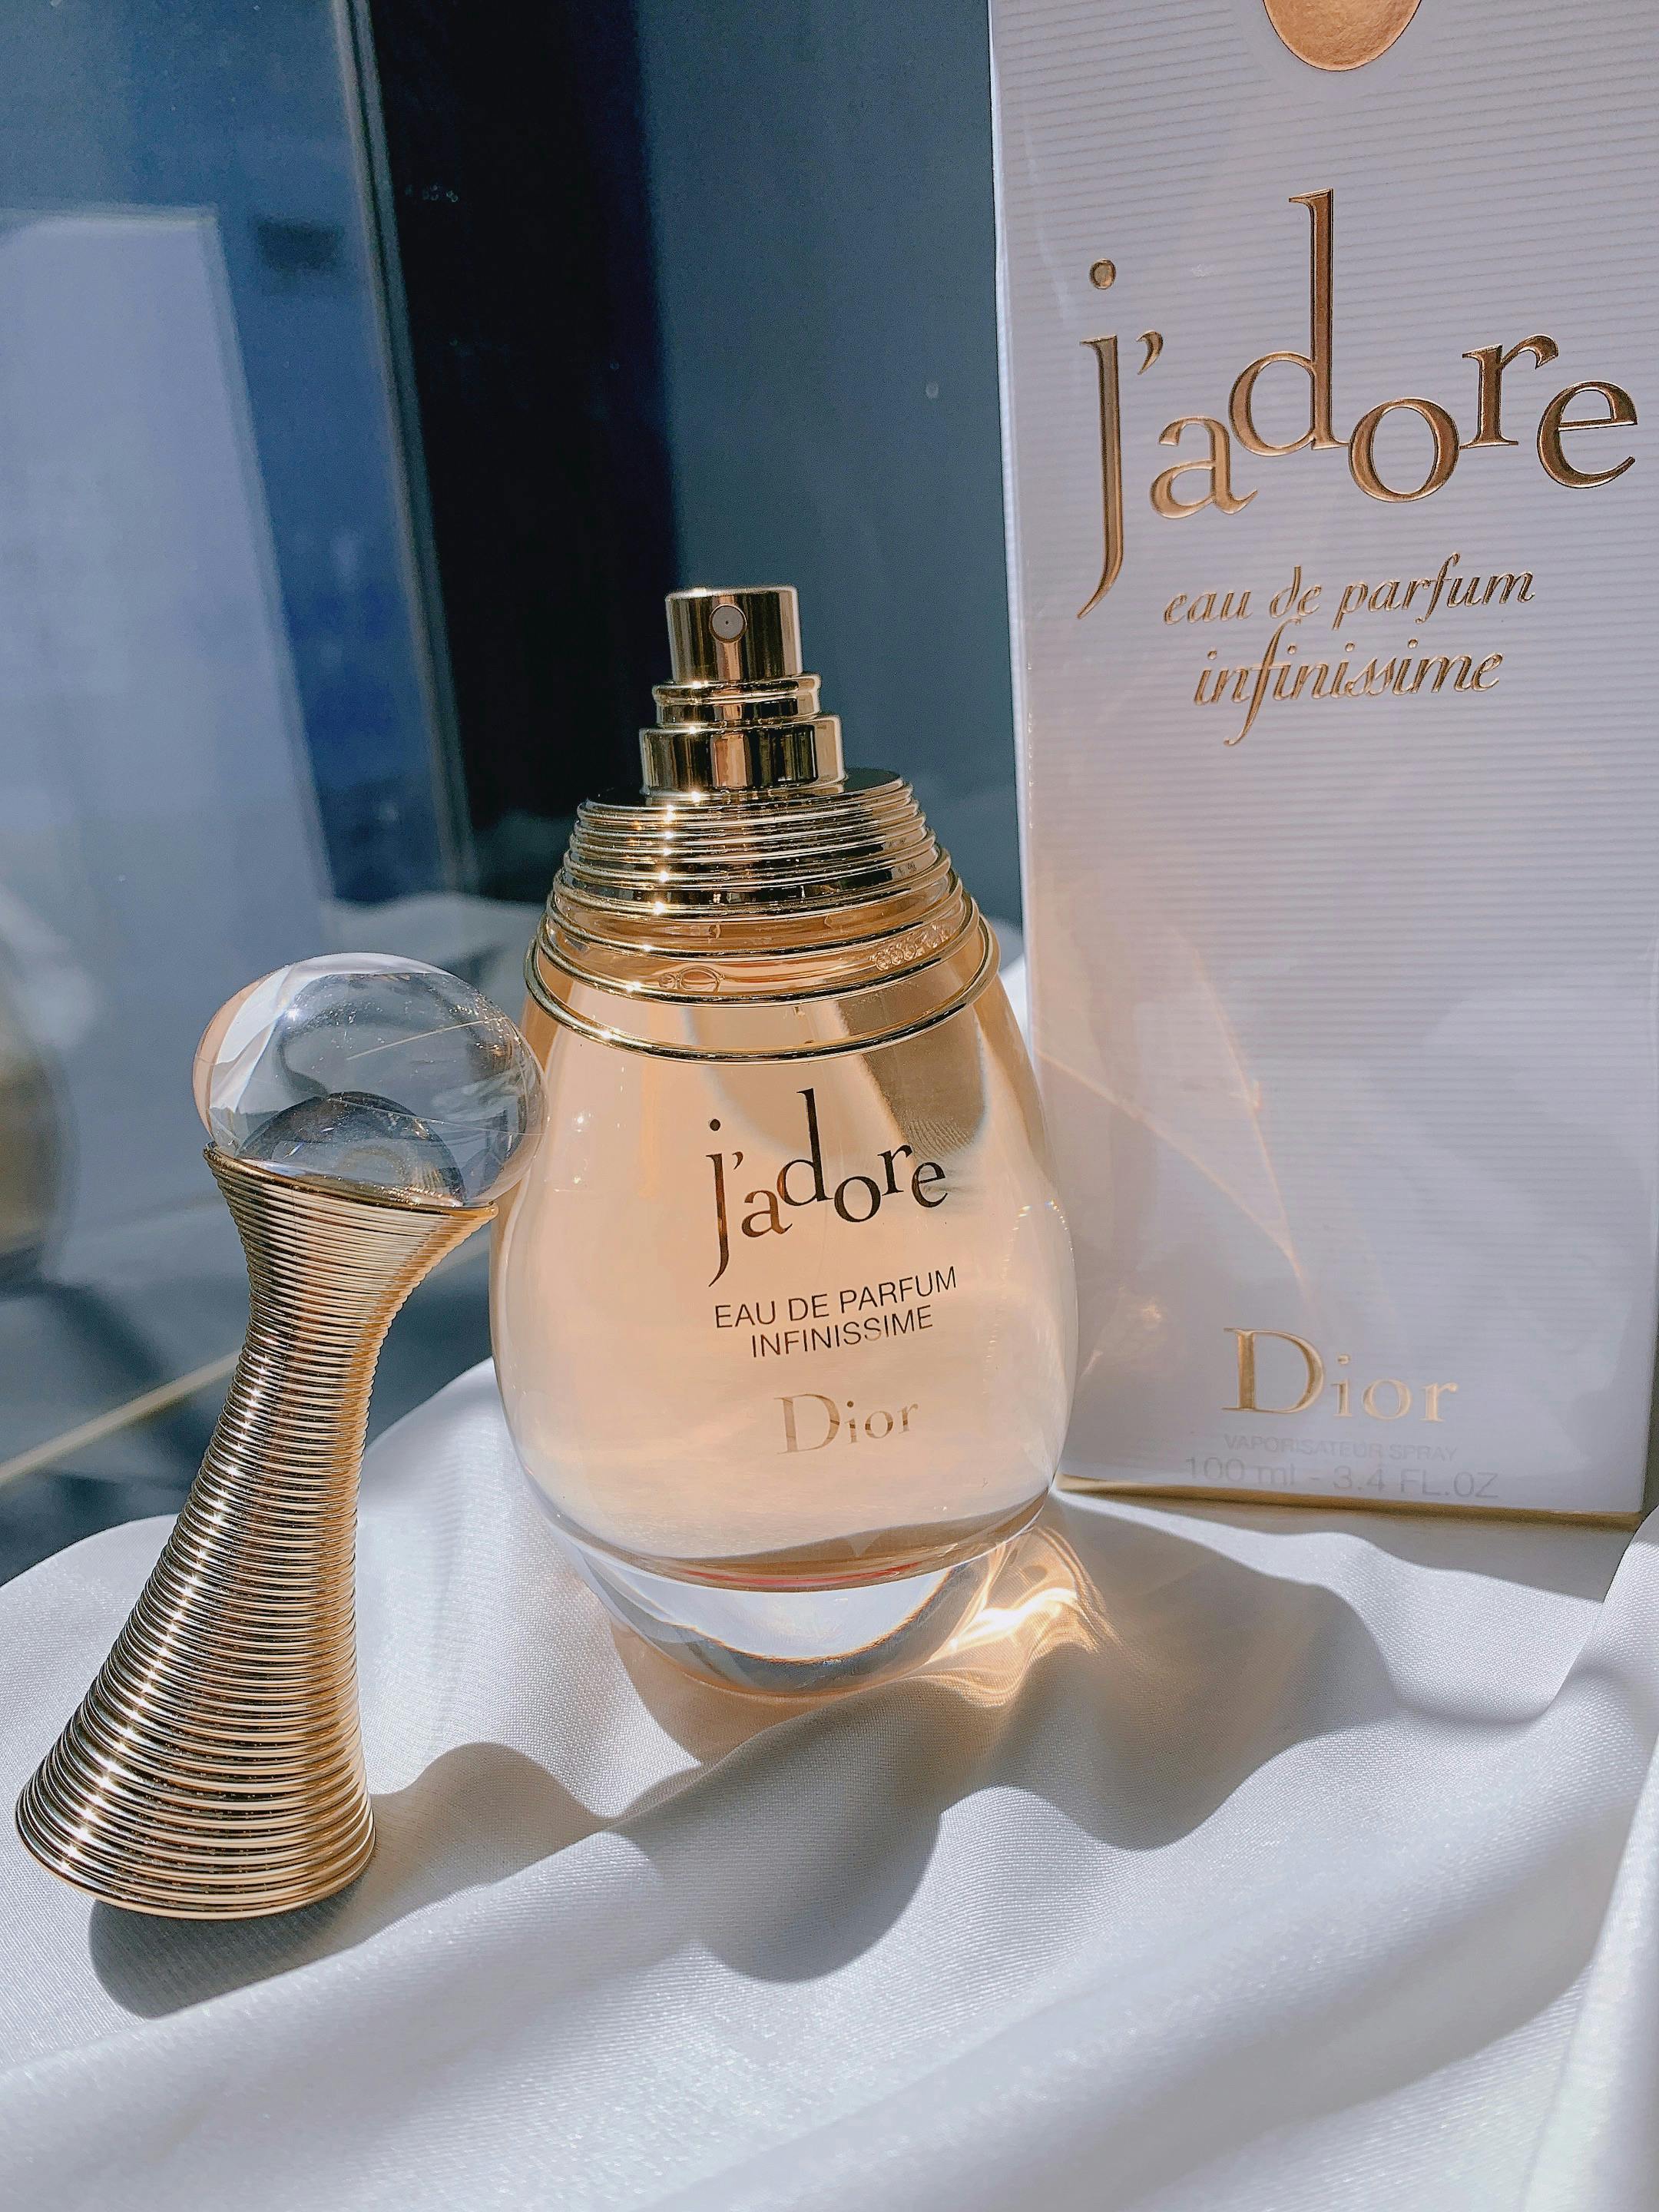 j'adore
eau de parfum
infinissime
Dior
VAPORISATEUR SPRAY
100 ml - 3.4 FL.OZ
j'adore
EAU DE PARFUM
INFINISSIME
Dior